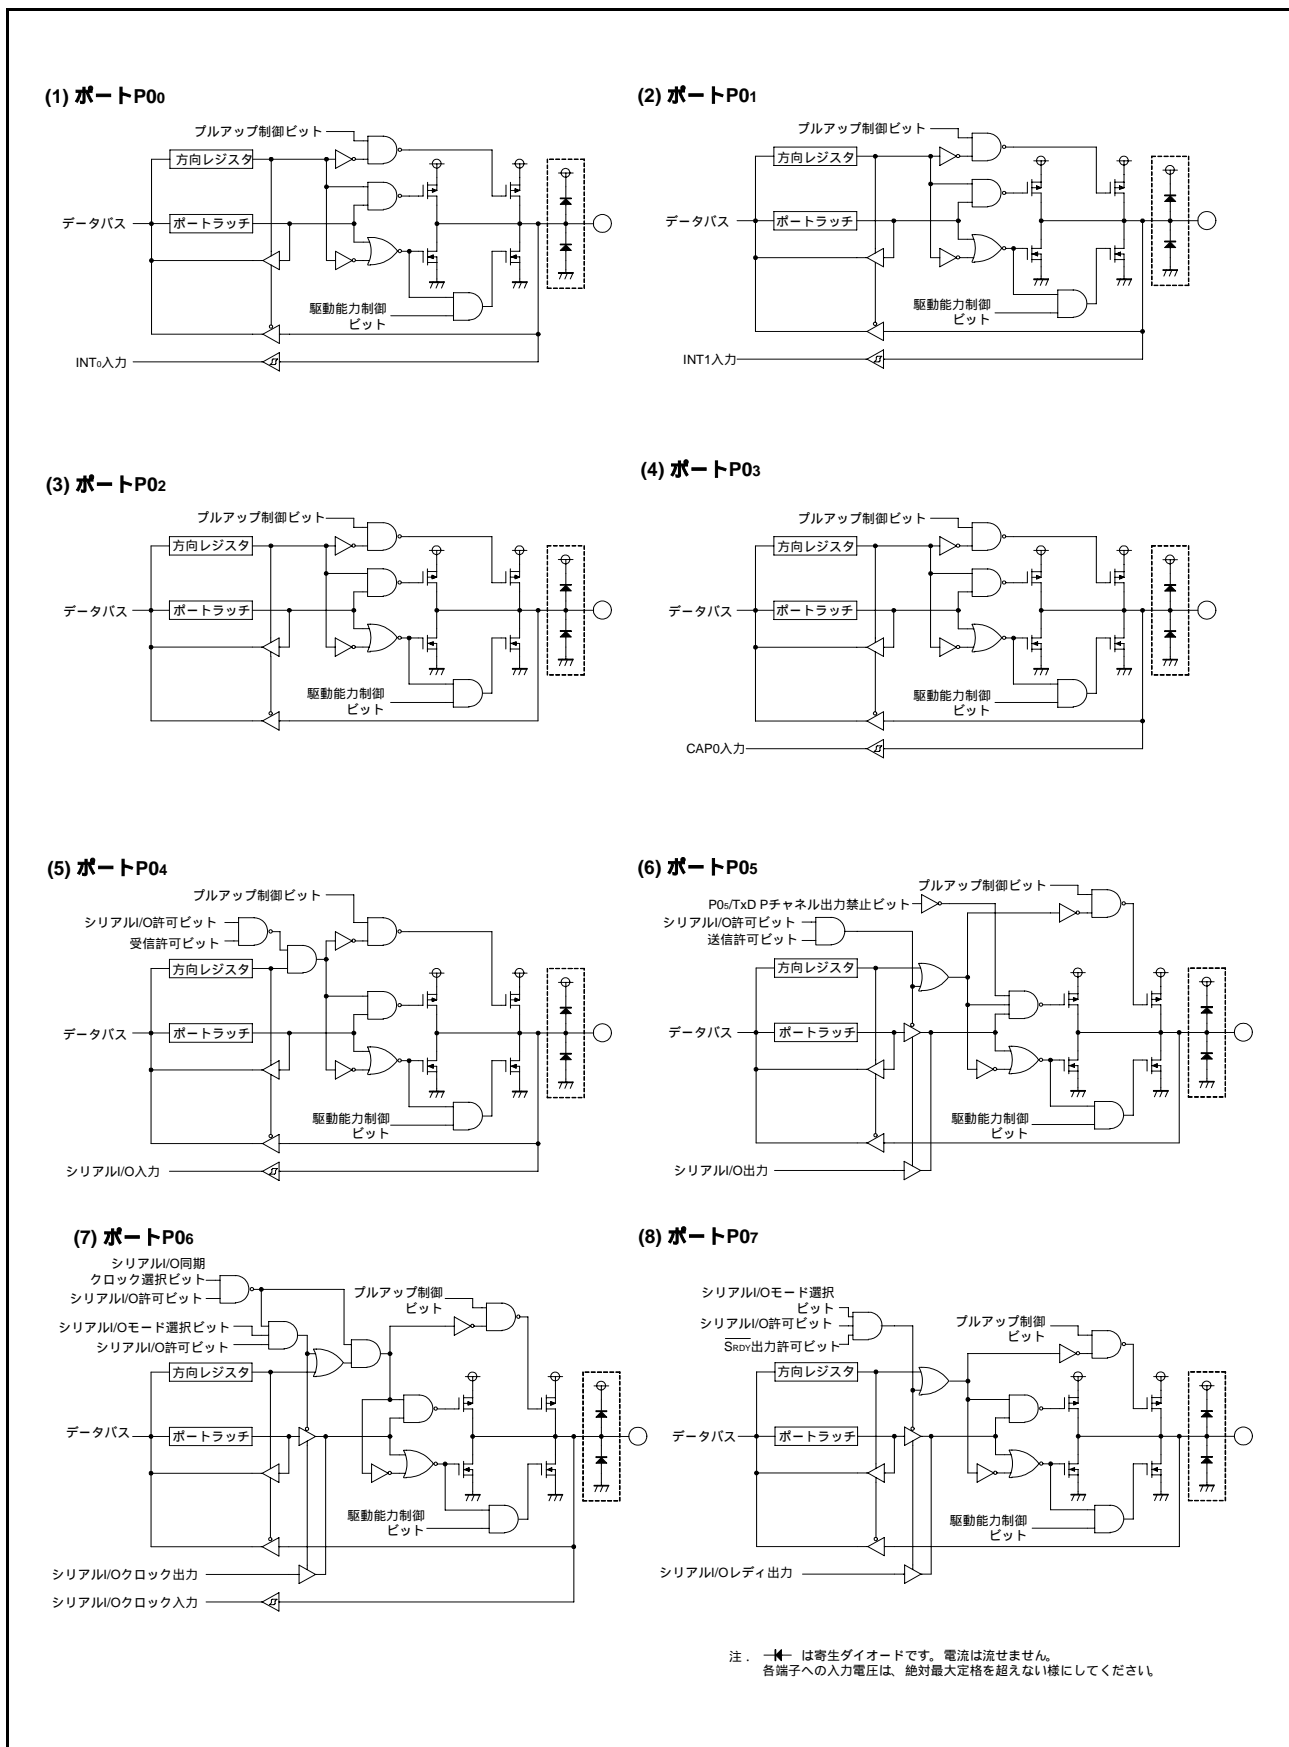 (1) ポートP00
プルアップ制御ビット
方向レジスタ
データバス
ポートラッチ
駆動能力制御
ビット
INT0入力
(2) ポートP01
プルアップ制御ビット
方向レジスタ
データバス
ポートラッチ
駆動能力制御
ビット
INT1入力
(3) ポートP02
プルアップ制御ビット
方向レジスタ
データバス
ポートラッチ
駆動能力制御
ビット
(4) ポートP03
プルアップ制御ビット
方向レジスタ
データバス
ポートラッチ
駆動能力制御
ビット
CAP0入力
(5) ポートP04
プルアップ制御ビット
シリアルI/O許可ビット
受信許可ビット
方向レジスタ
データバス
ポートラッチ
駆動能力制御
ビット
シリアルI/O入力
(6) ポートP05
プルアップ制御ビット
P05/TxD Pチャネル出力禁止ビット
シリアルI/O許可ビット
送信許可ビット
方向レジスタ
データバス
ポートラッチ
駆動能力制御
ビット
シリアルI/O出力
(7) ポートP06
シリアルI/O同期
クロック選択ビット
シリアルI/O許可ビット
プルアップ制御
ビット
シリアルI/Oモード選択ビット
シリアルI/O許可ビット
方向レジスタ
データバス
ポートラッチ
駆動能力制御
ビット
シリアルI/Oクロック出力
シリアルI/Oクロック入力
(8) ポートP07
シリアルI/Oモード選択
ビット
シリアルI/O許可ビット
SRDY出力許可ビット
プルアップ制御
ビット
方向レジスタ
データバス
ポートラッチ
駆動能力制御
ビット
シリアルI/Oレディ出力
注． は寄生ダイオードです。電流は流せません。
各端子への入力電圧は、絶対最大定格を超えない様にしてください。